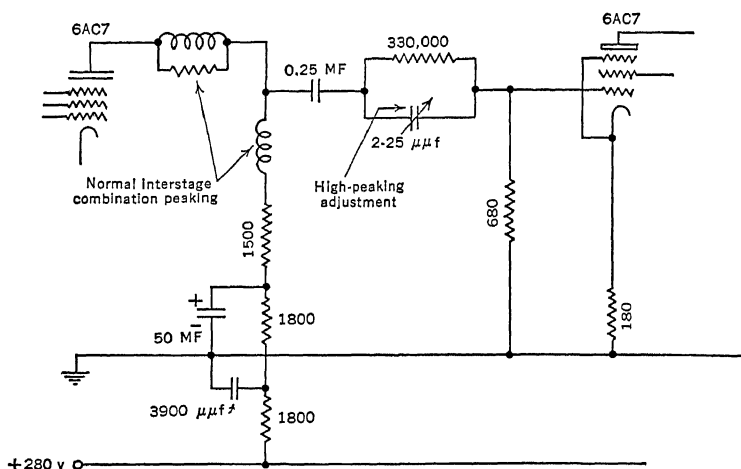 6AC7
6AC7
0.25 MF
330,000
2-25 μμf
Normal Interstage
combination peaking
High-peaking
adjustment
1500
680
180
+
50 MF
-
1800
3900 μμf
1800
+280 v